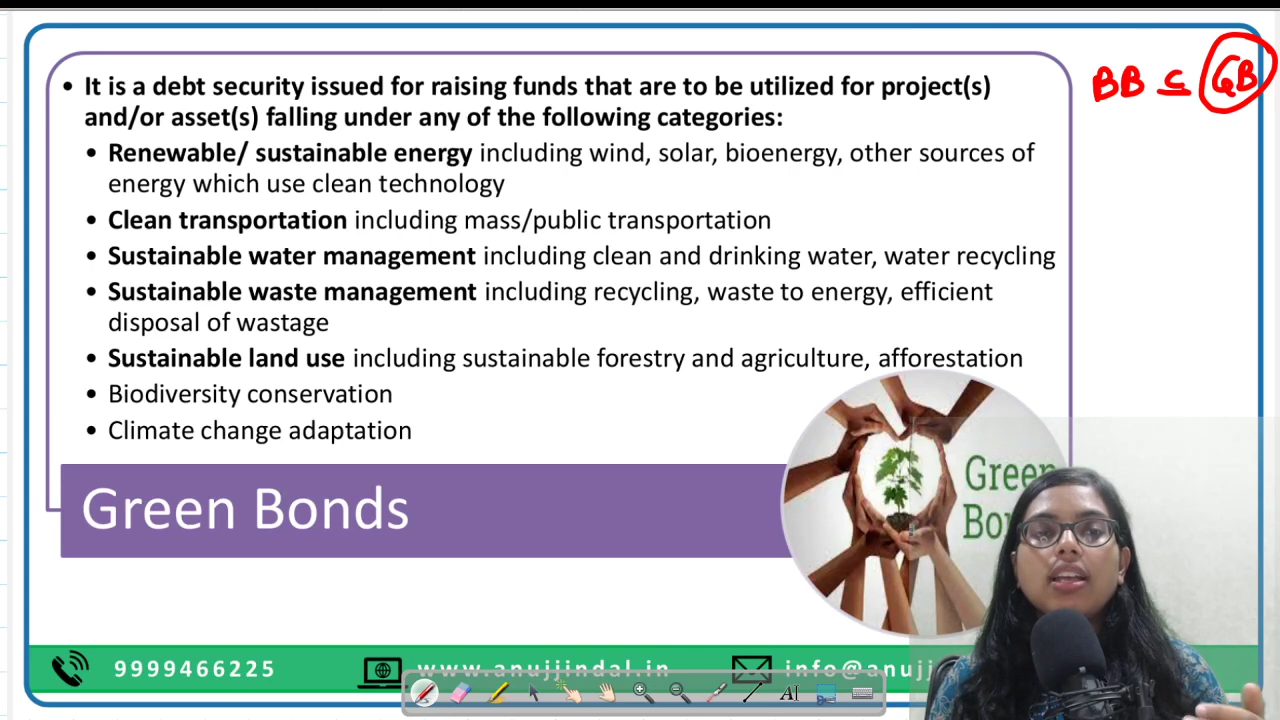 • It is a debt security issued for raising funds that are to be utilized for project(s)
and/or asset(s) falling under any of the following categories:
• Renewable/ sustainable energy including wind, solar, bioenergy, other sources of
energy which use clean technology
• Clean transportation including mass/public transportation
• Sustainable water management including clean and drinking water, water recycling
• Sustainable waste management including recycling, waste to energy, efficient
disposal of wastage
• Sustainable land use including sustainable forestry and agriculture, afforestation
• Biodiversity conservation
• Climate change adaptation
BB ⊆ GB
Green Bonds
Green
Bo
9999466225
www.anujjindal.in
info@anujj
AI